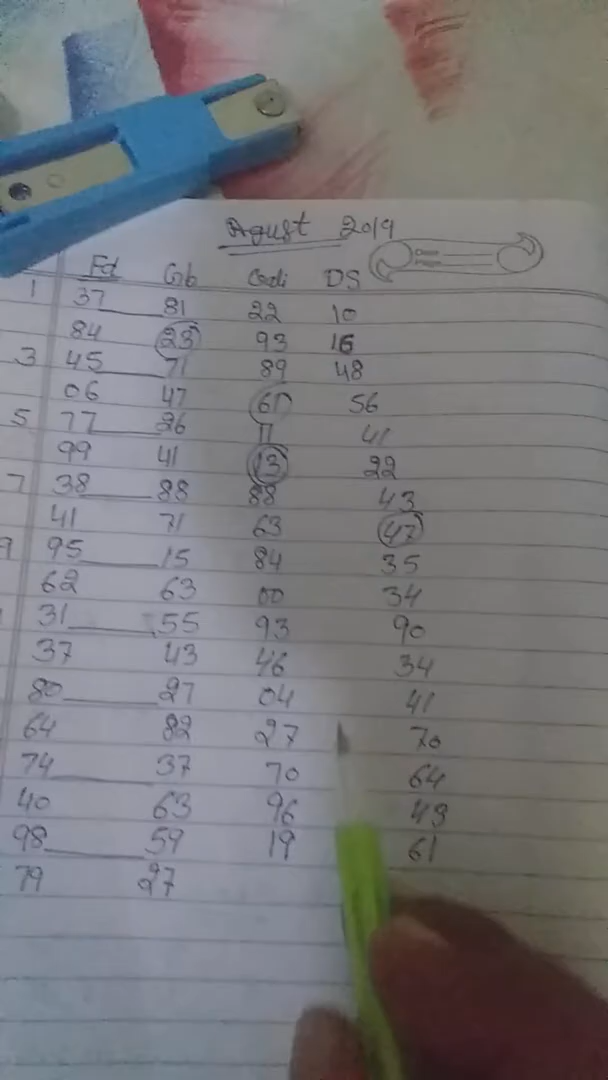 Agust 2019
Fd Gb Gadi DS
1 37 81 22 10
84 23 93 16
3 45 71 89 48
06 47 61 56
5 77 26 11 41
99 41 13 22
7 38 88 88 43
41 71 63 47
9 95 15 84 35
62 63 00 34
31 55 93 90
37 43 46 34
80 27 04 41
64 82 27 70
74 37 70 64
40 63 96 49
98 59 19 61
79 27